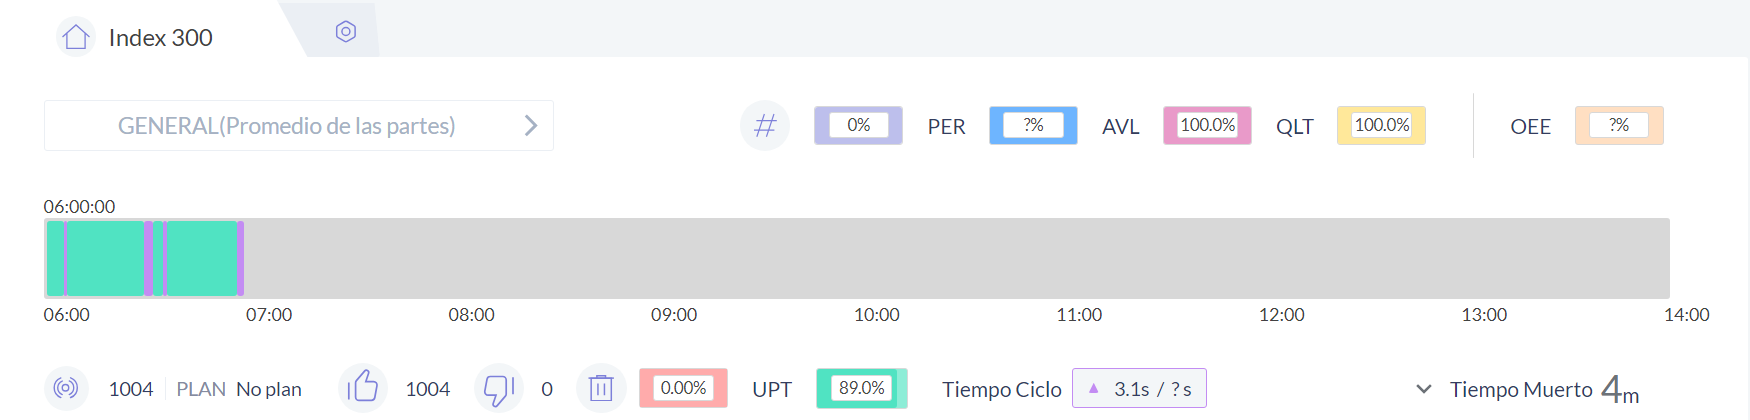 Index 300
GENERAL(Promedio de las partes)
# 0% PER ?% AVL 100.0% QLT 100.0% OEE ?%
06:00:00
06:00 07:00 08:00 09:00 10:00 11:00 12:00 13:00 14:00
1004 PLAN No plan 1004 0 0.00% UPT 89.0% Tiempo Ciclo ▲ 3.1s / ? s Tiempo Muerto 4m